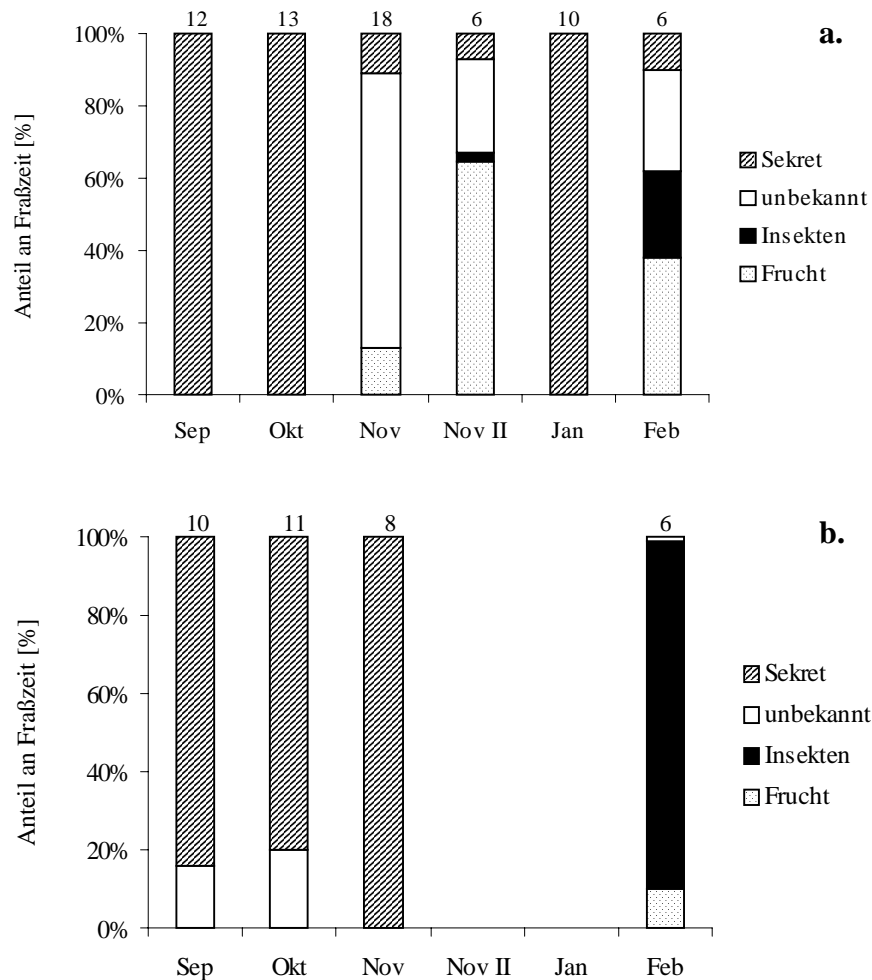 12 13 18 6 10 6
a.
100%
80%
60%
40%
20%
0%
Anteil an Fraßzeit [%]
Sep Okt Nov Nov II Jan Feb
Sekret
unbekannt
Insekten
Frucht
10 11 8 6
b.
100%
80%
60%
40%
20%
0%
Anteil an Fraßzeit [%]
Sep Okt Nov Nov II Jan Feb
Sekret
unbekannt
Insekten
Frucht